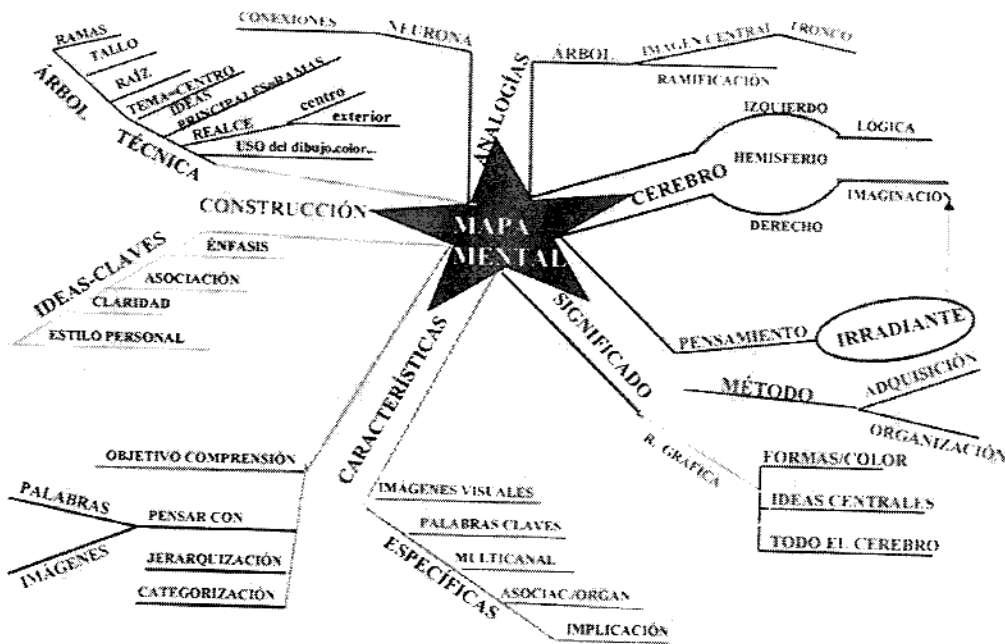 MAPA
MENTAL
ANALOGÍAS
NEURONA
CONEXIONES
ÁRBOL
IMAGEN CENTRAL
TRONCO
RAMIFICACIÓN
CEREBRO
HEMISFERIO
IZQUIERDO
LÓGICA
DERECHO
IMAGINACIÓ
PENSAMIENTO
IRRADIANTE
SIGNIFICADO
MÉTODO
ADQUISICIÓN
ORGANIZACIÓN
R. GRÁFICA
FORMAS/COLOR
IDEAS CENTRALES
TODO EL CEREBRO
CARACTERÍSTICAS
ESPECÍFICAS
IMÁGENES VISUALES
PALABRAS CLAVES
MULTICANAL
ASOCIAC./ORGAN
IMPLICACIÓN
OBJETIVO COMPRENSIÓN
PENSAR CON
PALABRAS
IMÁGENES
JERARQUIZACIÓN
CATEGORIZACIÓN
CONSTRUCCIÓN
IDEAS-CLAVES
ÉNFASIS
ASOCIACIÓN
CLARIDAD
ESTILO PERSONAL
TÉCNICA
ÁRBOL
RAMAS
TALLO
RAÍZ
TEMA=CENTRO
IDEAS
PRINCIPALES=RAMAS
REALCE
centro
exterior
USO del dibujo,color...